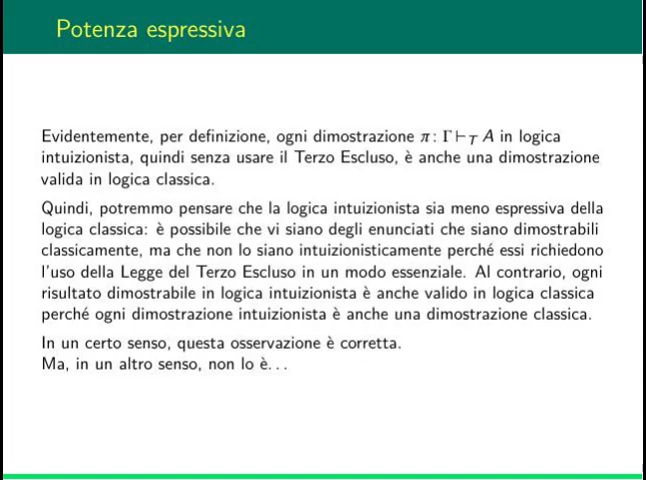 Potenza espressiva
Evidentemente, per definizione, ogni dimostrazione π: Γ ⊢T A in logica
intuizionista, quindi senza usare il Terzo Escluso, è anche una dimostrazione
valida in logica classica.
Quindi, potremmo pensare che la logica intuizionista sia meno espressiva della
logica classica: è possibile che vi siano degli enunciati che siano dimostrabili
classicamente, ma che non lo siano intuizionisticamente perché essi richiedono
l'uso della Legge del Terzo Escluso in un modo essenziale. Al contrario, ogni
risultato dimostrabile in logica intuizionista è anche valido in logica classica
perché ogni dimostrazione intuizionista è anche una dimostrazione classica.
In un certo senso, questa osservazione è corretta.
Ma, in un altro senso, non lo è...